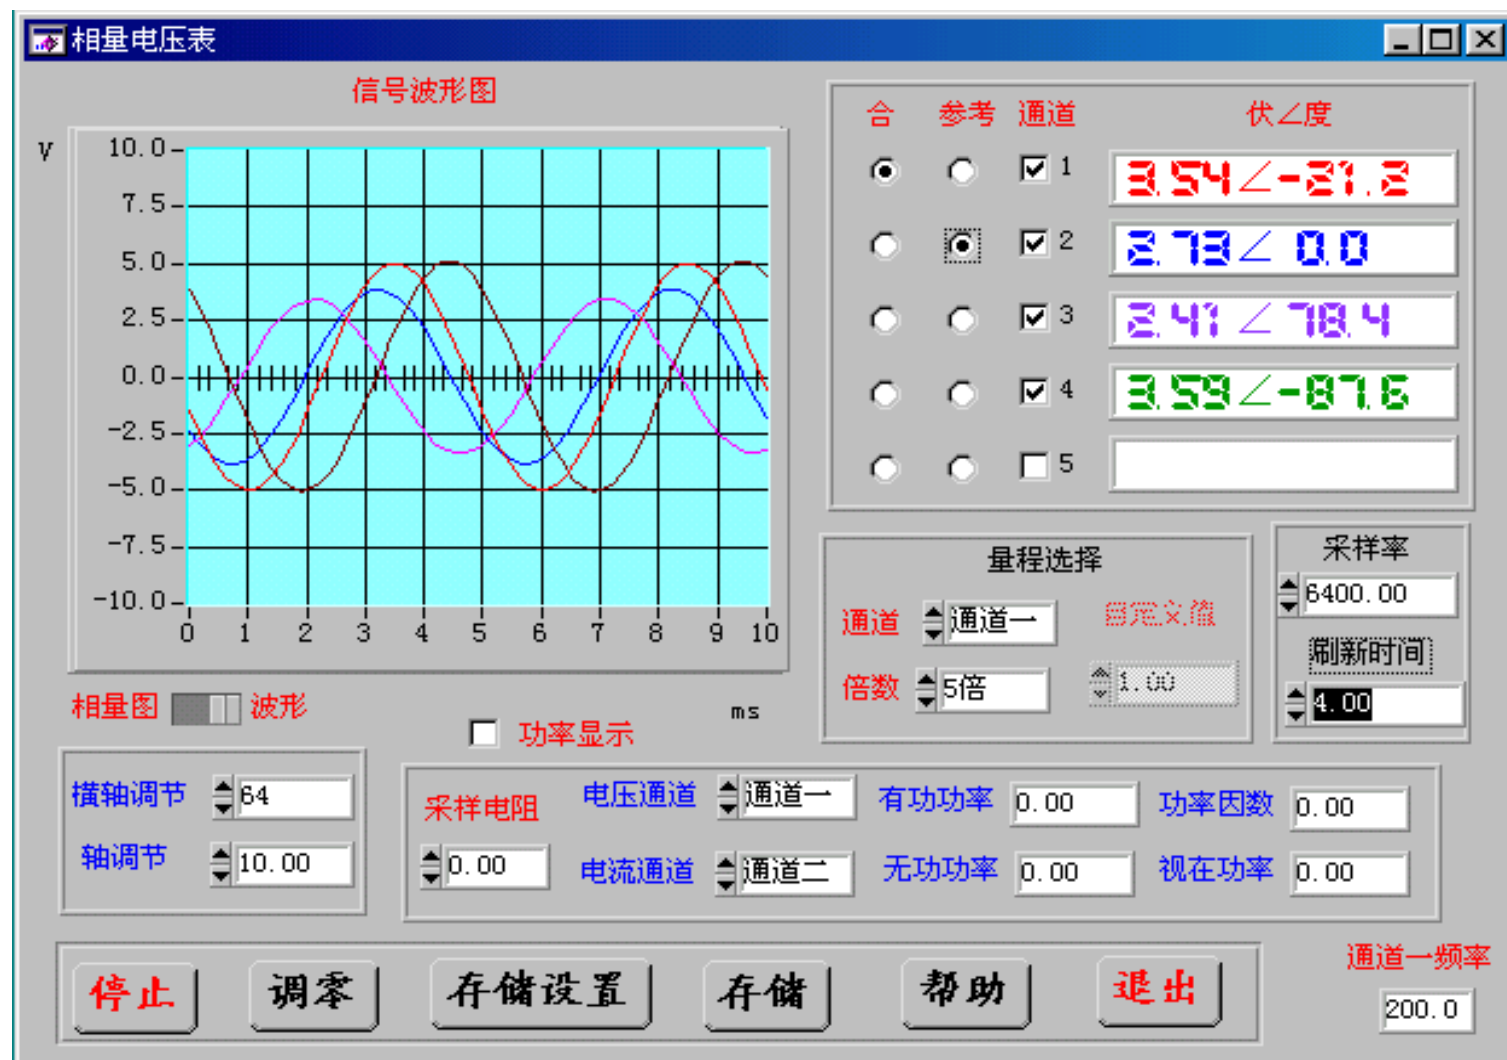 相量电压表
信号波形图
V
10.0
7.5
5.0
2.5
0.0
-2.5
-5.0
-7.5
-10.0
0 1 2 3 4 5 6 7 8 9 10
ms
合 参考 通道 伏∠度
1 3.54∠-21.2
2 2.73∠ 0.0
3 2.41∠ 78.4
4 3.59∠-87.6
5
量程选择
通道 通道一 自定义值
倍数 5倍 1.00
采样率
6400.00
刷新时间
4.00
相量图 波形
功率显示
横轴调节 64
轴调节 10.00
采样电阻
0.00
电压通道 通道一 有功功率 0.00 功率因数 0.00
电流通道 通道二 无功功率 0.00 视在功率 0.00
停止 调零 存储设置 存储 帮助 退出
通道一频率
200.0